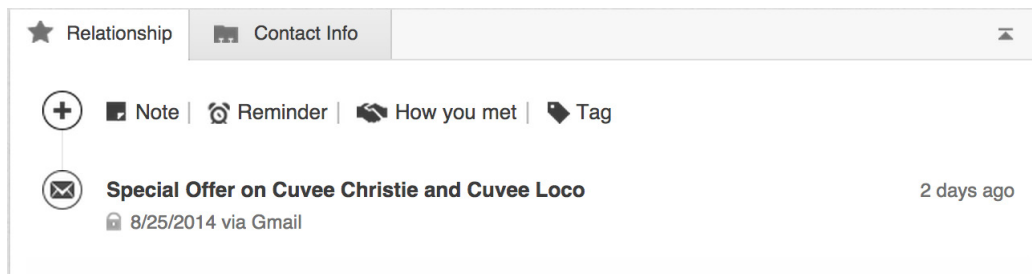 Relationship Contact Info
Note | Reminder | How you met | Tag
Special Offer on Cuvee Christie and Cuvee Loco 2 days ago
8/25/2014 via Gmail